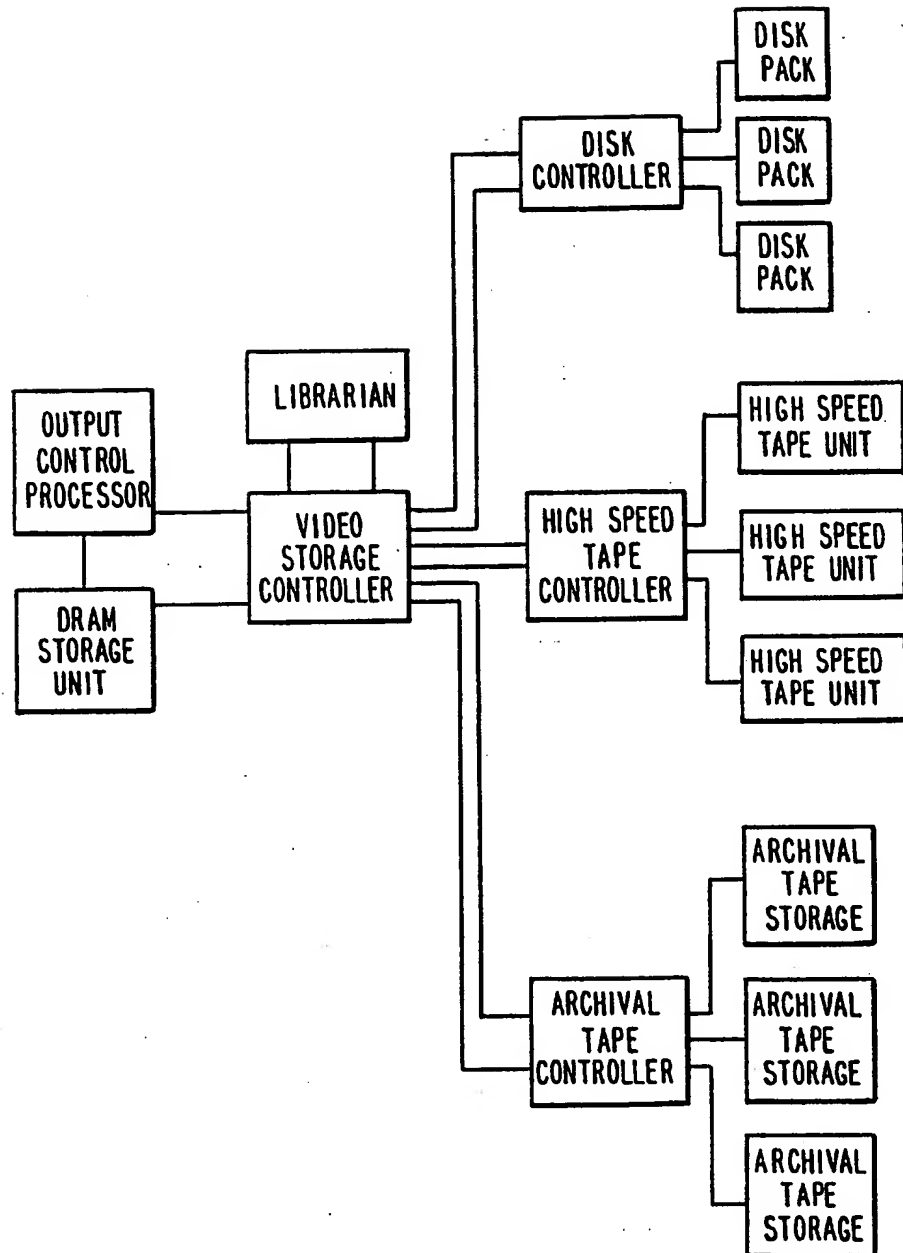 DISK
PACK
DISK
CONTROLLER
DISK
PACK
DISK
PACK
LIBRARIAN
OUTPUT
CONTROL
PROCESSOR
VIDEO
STORAGE
CONTROLLER
DRAM
STORAGE
UNIT
HIGH SPEED
TAPE
CONTROLLER
HIGH SPEED
TAPE UNIT
HIGH SPEED
TAPE UNIT
HIGH SPEED
TAPE UNIT
ARCHIVAL
TAPE
CONTROLLER
ARCHIVAL
TAPE
STORAGE
ARCHIVAL
TAPE
STORAGE
ARCHIVAL
TAPE
STORAGE